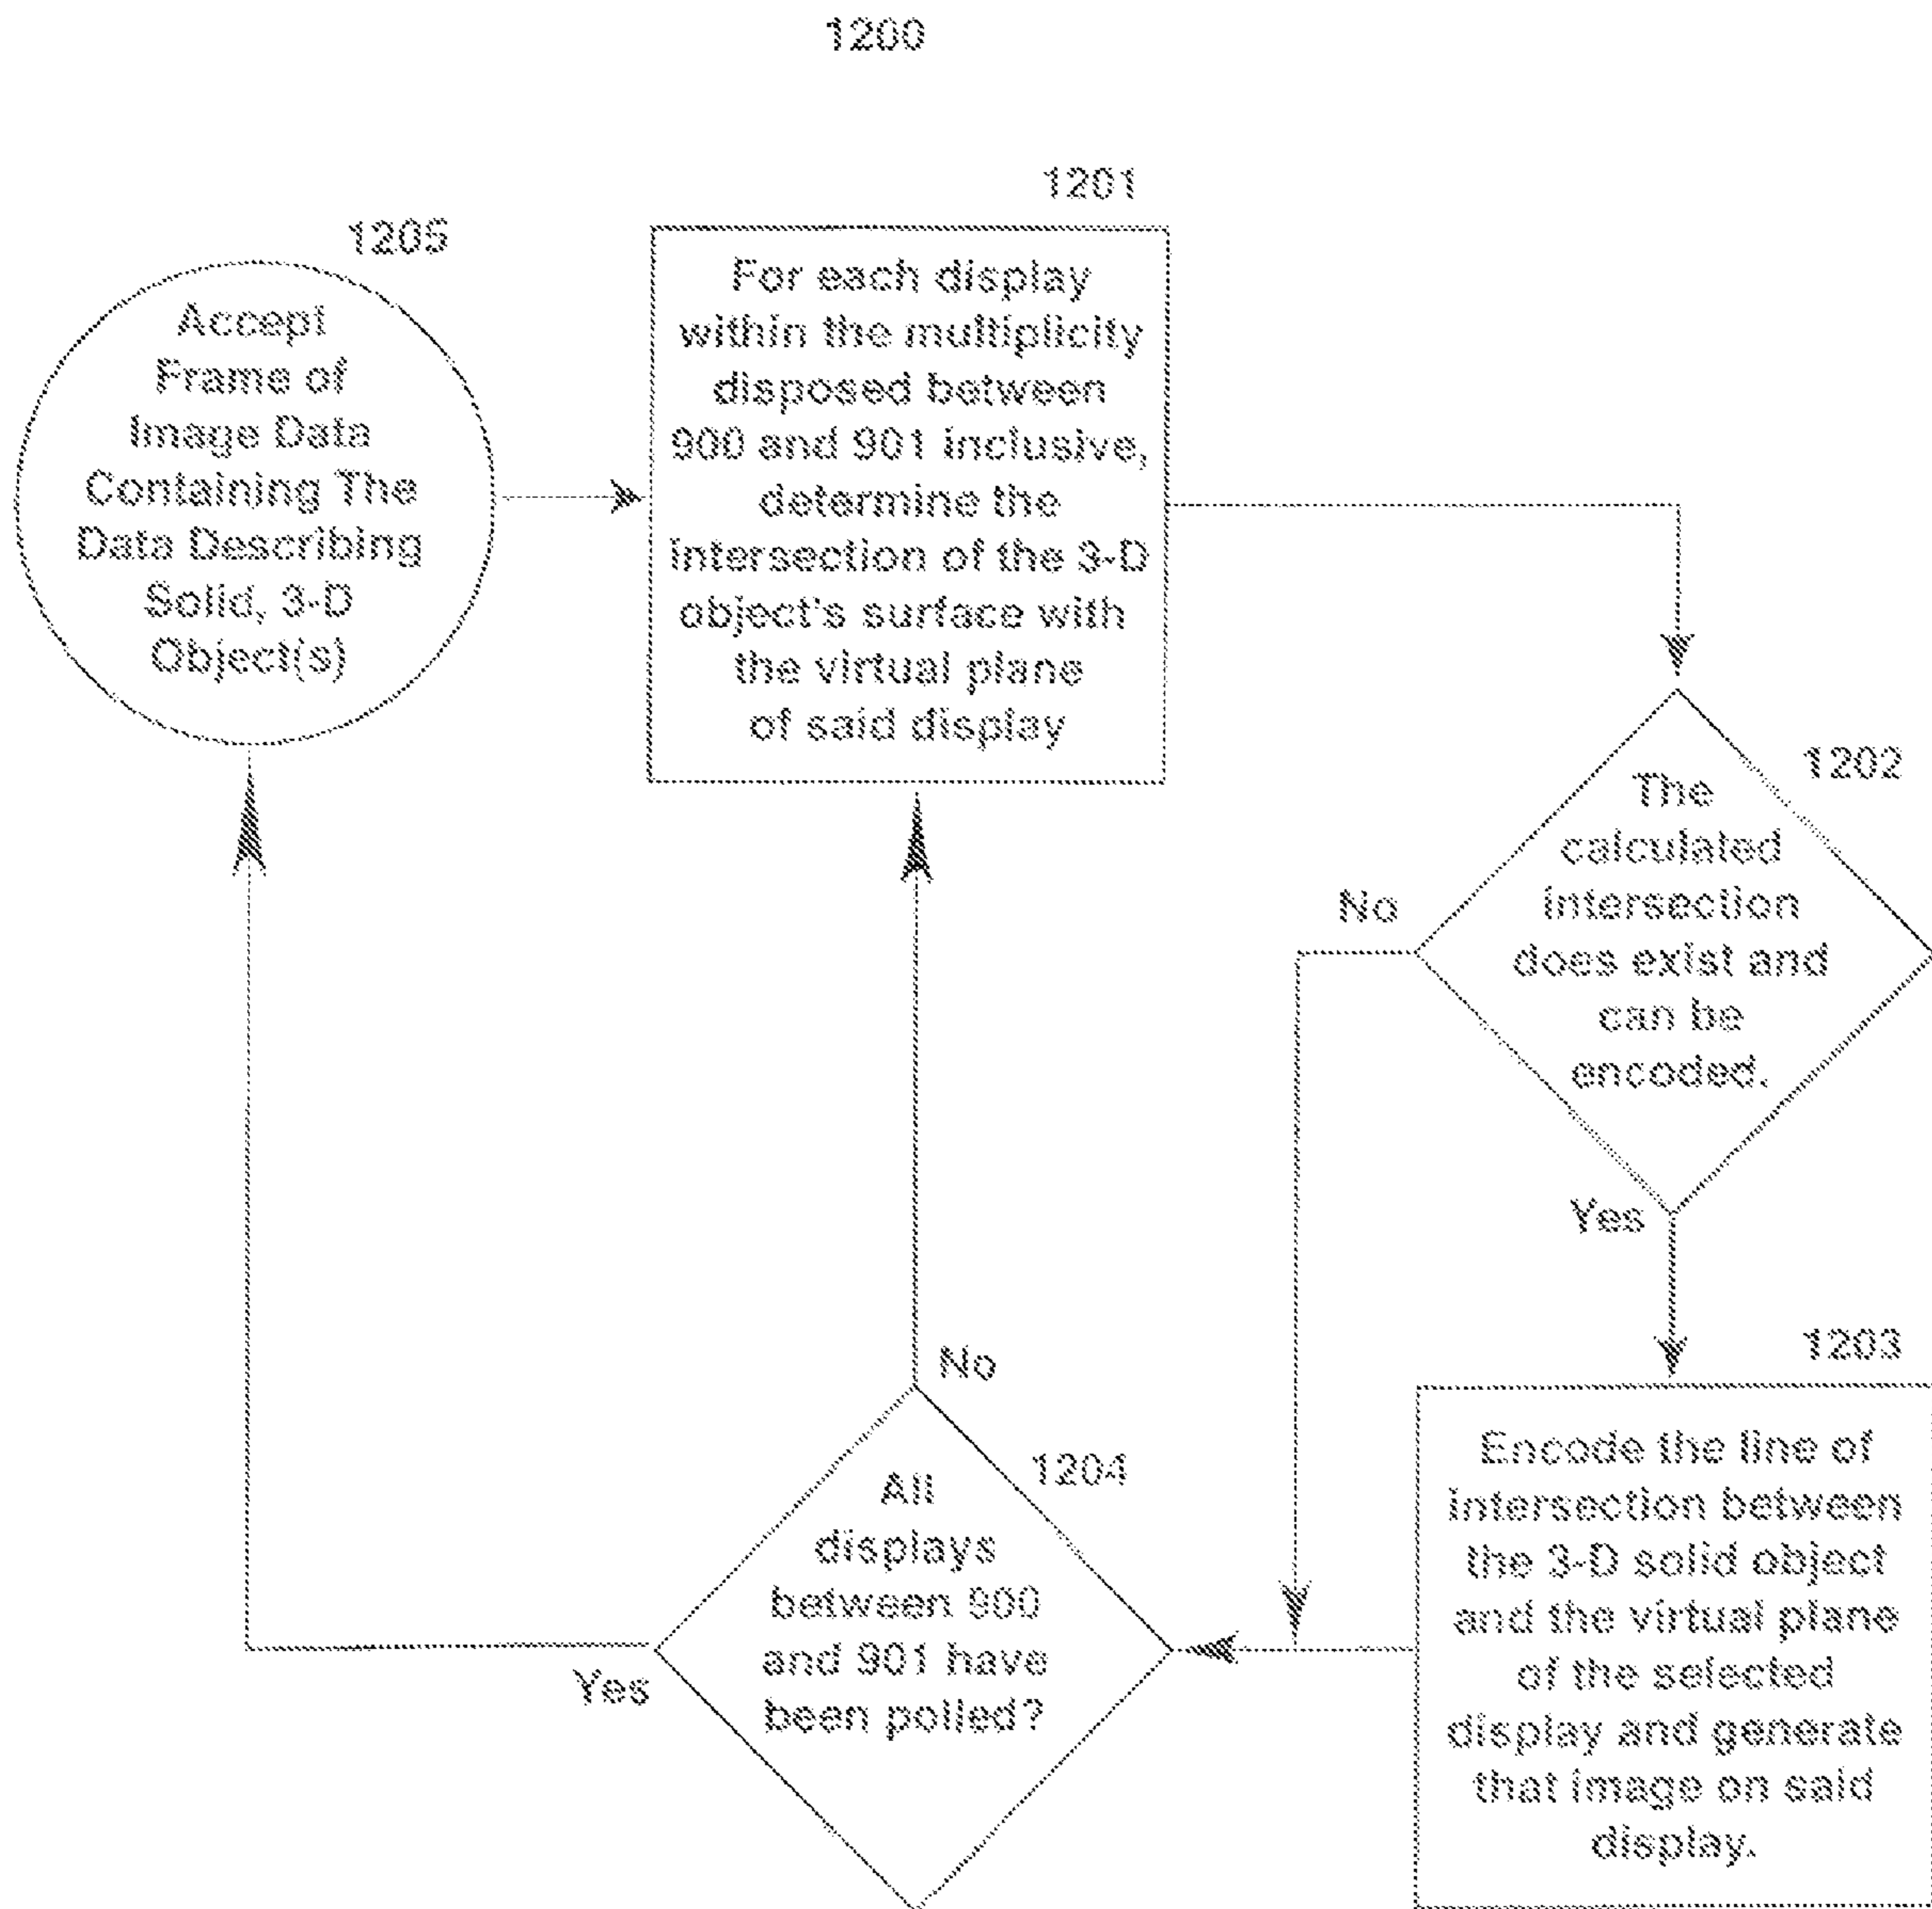 1200
1205
Accept
Frame of
Image Data
Containing The
Data Describing
Solid, 3-D
Object(s)
1201
For each display
within the multiplicity
disposed between
900 and 901 inclusive,
determine the
intersection of the 3-D
object's surface with
the virtual plane
of said display
1202
The
calculated
intersection
does exist and
can be
encoded.
No
Yes
1203
Encode the line of
intersection between
the 3-D solid object
and the virtual plane
of the selected
display and generate
that image on said
display.
1204
All
displays
between 900
and 901 have
been polled?
No
Yes